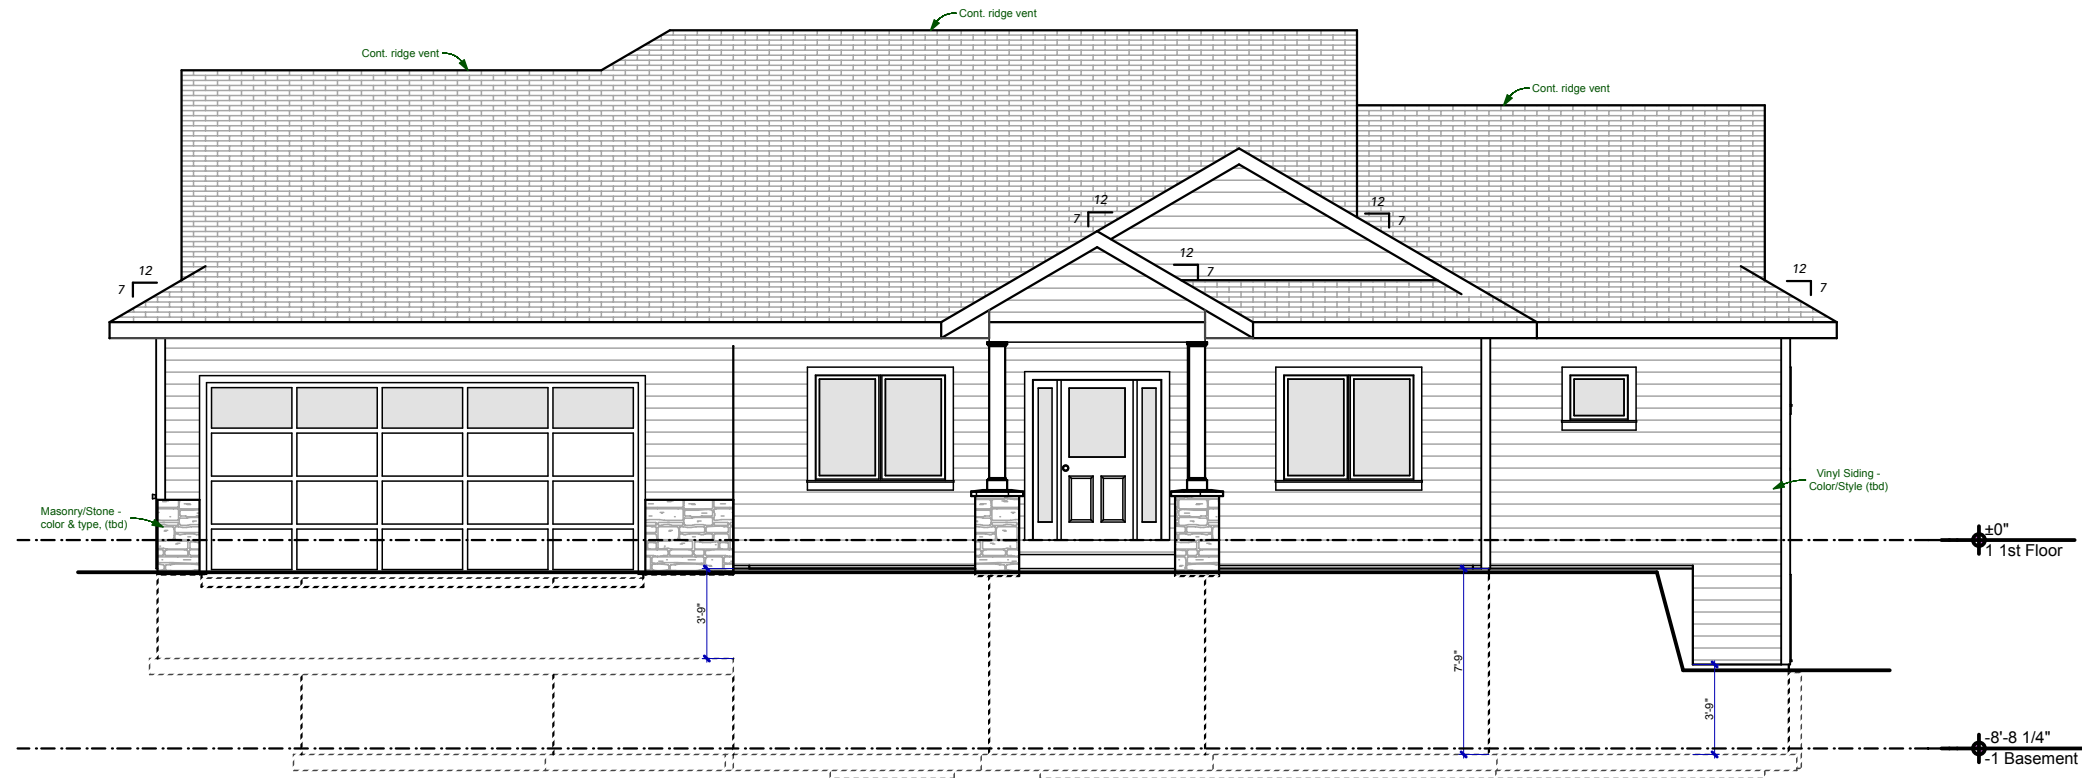 Cont. ridge vent
Cont. ridge vent
Cont. ridge vent
12
7
12
7
12
7
12
7
12
7
Vinyl Siding -
Color/Style (tbd)
Masonry/Stone -
color & type, (tbd)
±0"
1 1st Floor
3'-9"
7'-9"
3'-9"
-8'-8 1/4"
-1 Basement